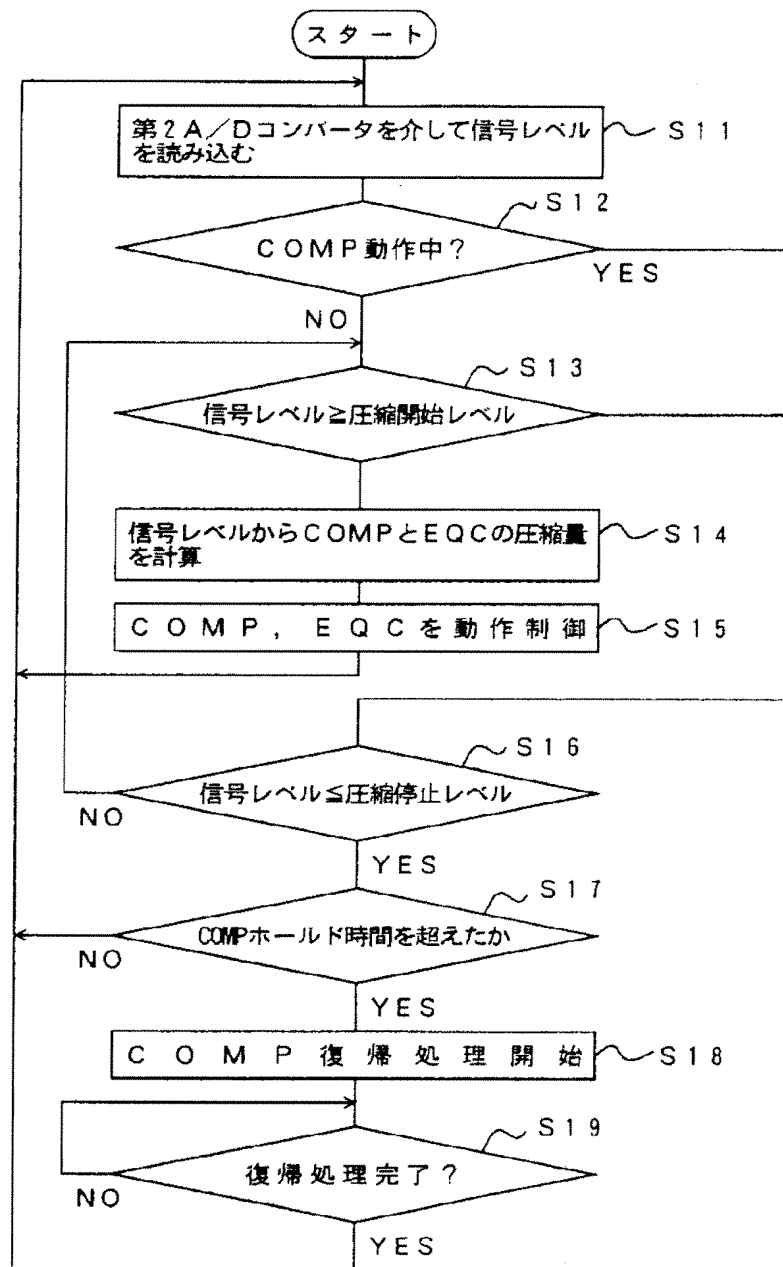 スタート
第2A/Dコンバータを介して信号レベル
を読み込む
S11
S12
COMP動作中?
YES
NO
S13
信号レベル≧圧縮開始レベル
信号レベルからCOMPとEQCの圧縮量
を計算
S14
COMP, EQCを動作制御
S15
S16
信号レベル≦圧縮停止レベル
NO
YES
S17
COMPホールド時間を超えたか
NO
YES
COMP復帰処理開始
S18
S19
復帰処理完了?
NO
YES